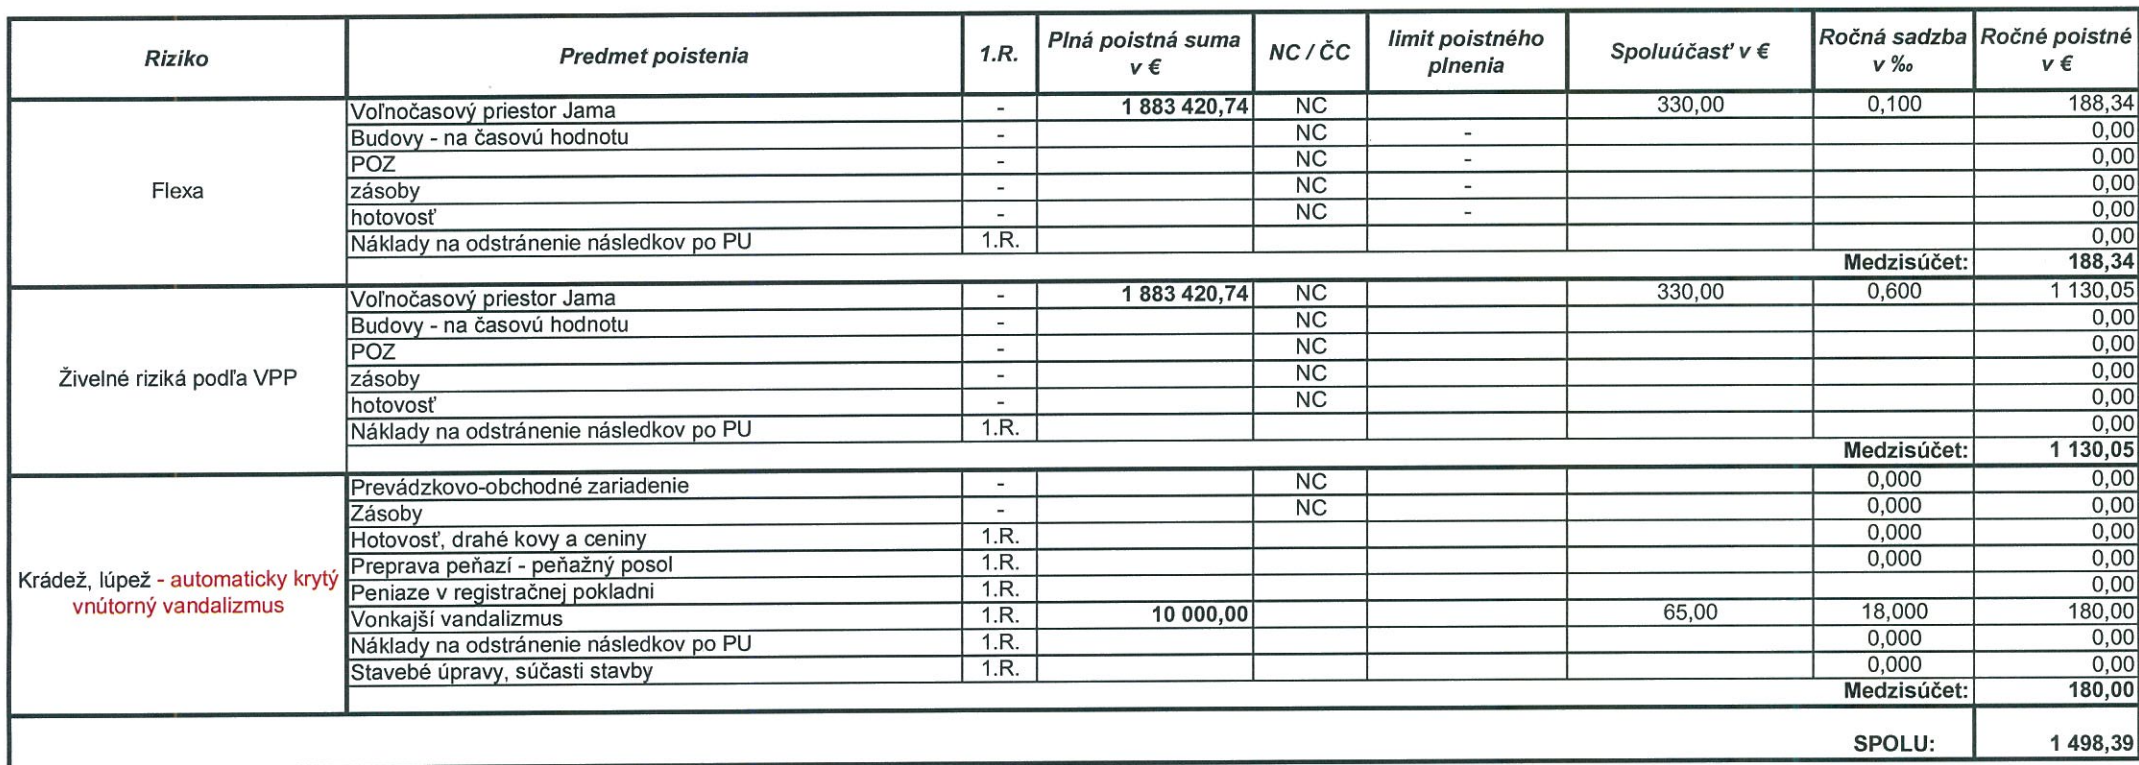 Riziko Predmet poistenia 1.R. Plná poistná suma v € NC / ČC limit poistného plnenia Spoluúčasť v € Ročná sadzba v ‰ Ročné poistné v €
Flexa
Voľnočasový priestor Jama - 1 883 420,74 NC 330,00 0,100 188,34
Budovy - na časovú hodnotu - NC - 0,00
POZ - NC - 0,00
zásoby - NC - 0,00
hotovosť - NC - 0,00
Náklady na odstránenie následkov po PU 1.R. 0,00
Medzisúčet: 188,34
Živelné riziká podľa VPP
Voľnočasový priestor Jama - 1 883 420,74 NC 330,00 0,600 1 130,05
Budovy - na časovú hodnotu - NC 0,00
POZ - NC 0,00
zásoby - NC 0,00
hotovosť - NC 0,00
Náklady na odstránenie následkov po PU 1.R. 0,00
Medzisúčet: 1 130,05
Krádež, lúpež - automaticky krytý
vnútorný vandalizmus
Prevádzkovo-obchodné zariadenie - NC 0,000 0,00
Zásoby - NC 0,000 0,00
Hotovosť, drahé kovy a ceniny 1.R. 0,000 0,00
Preprava peňazí - peňažný posol 1.R. 0,000 0,00
Peniaze v registračnej pokladni 1.R. 0,00
Vonkajší vandalizmus 1.R. 10 000,00 65,00 18,000 180,00
Náklady na odstránenie následkov po PU 1.R. 0,000 0,00
Stavebé úpravy, súčasti stavby 1.R. 0,000 0,00
Medzisúčet: 180,00
SPOLU: 1 498,39